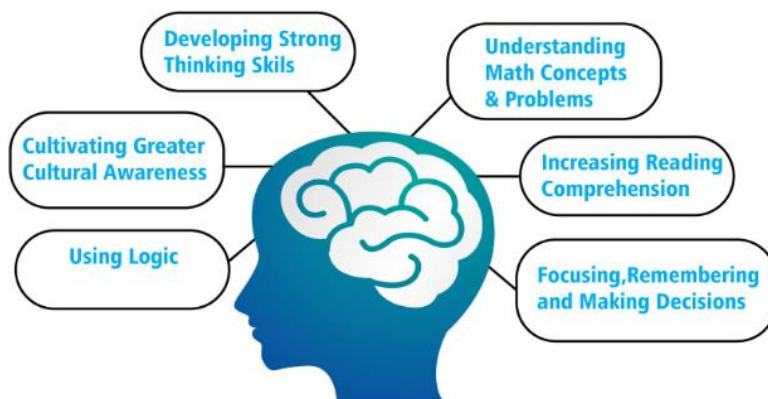 Developing Strong
Thinking Skils
Understanding
Math Concepts
& Problems
Cultivating Greater
Cultural Awareness
Increasing Reading
Comprehension
Using Logic
Focusing,Remembering
and Making Decisions